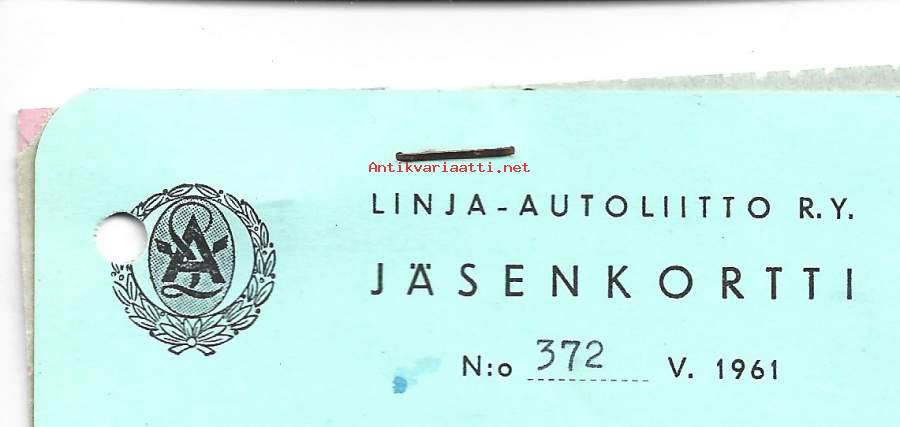 Antikvariaatti.net
LINJA-AUTOLIITTO R.Y.
JÄSENKORTTI
N:o 372 V. 1961